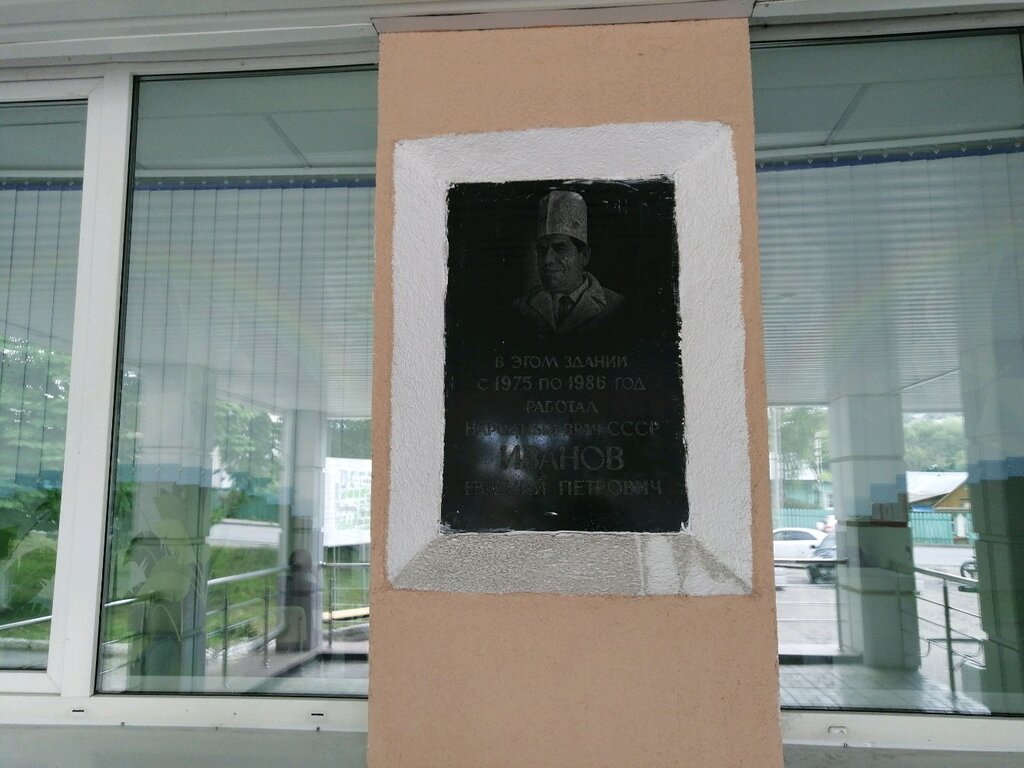 В ЭТОМ ЗДАНИИ
С 1975 ПО 1986 ГОД
РАБОТАЛ
НАРОДНЫЙ ВРАЧ СССР
ИВАНОВ
ПЕТРОВИЧ